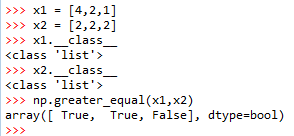 >>> x1 = [4,2,1]
>>> x2 = [2,2,2]
>>> x1.__class__
<class 'list'>
>>> x2.__class__
<class 'list'>
>>> np.greater_equal(x1,x2)
array([ True,  True, False], dtype=bool)
>>>